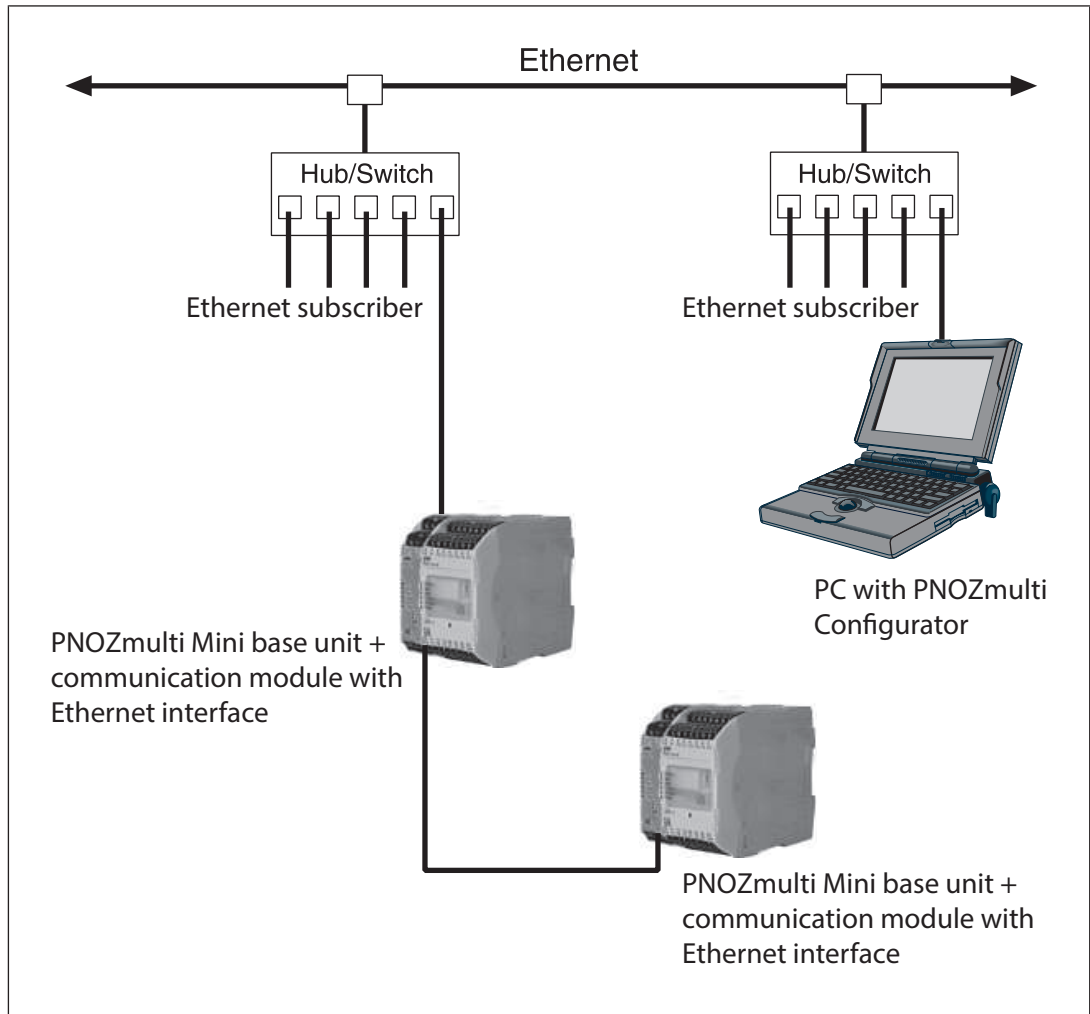 Ethernet
Hub/Switch
Hub/Switch
Ethernet subscriber
Ethernet subscriber
PC with PNOZmulti
Configurator
PNOZmulti Mini base unit +
communication module with
Ethernet interface
PNOZmulti Mini base unit +
communication module with
Ethernet interface